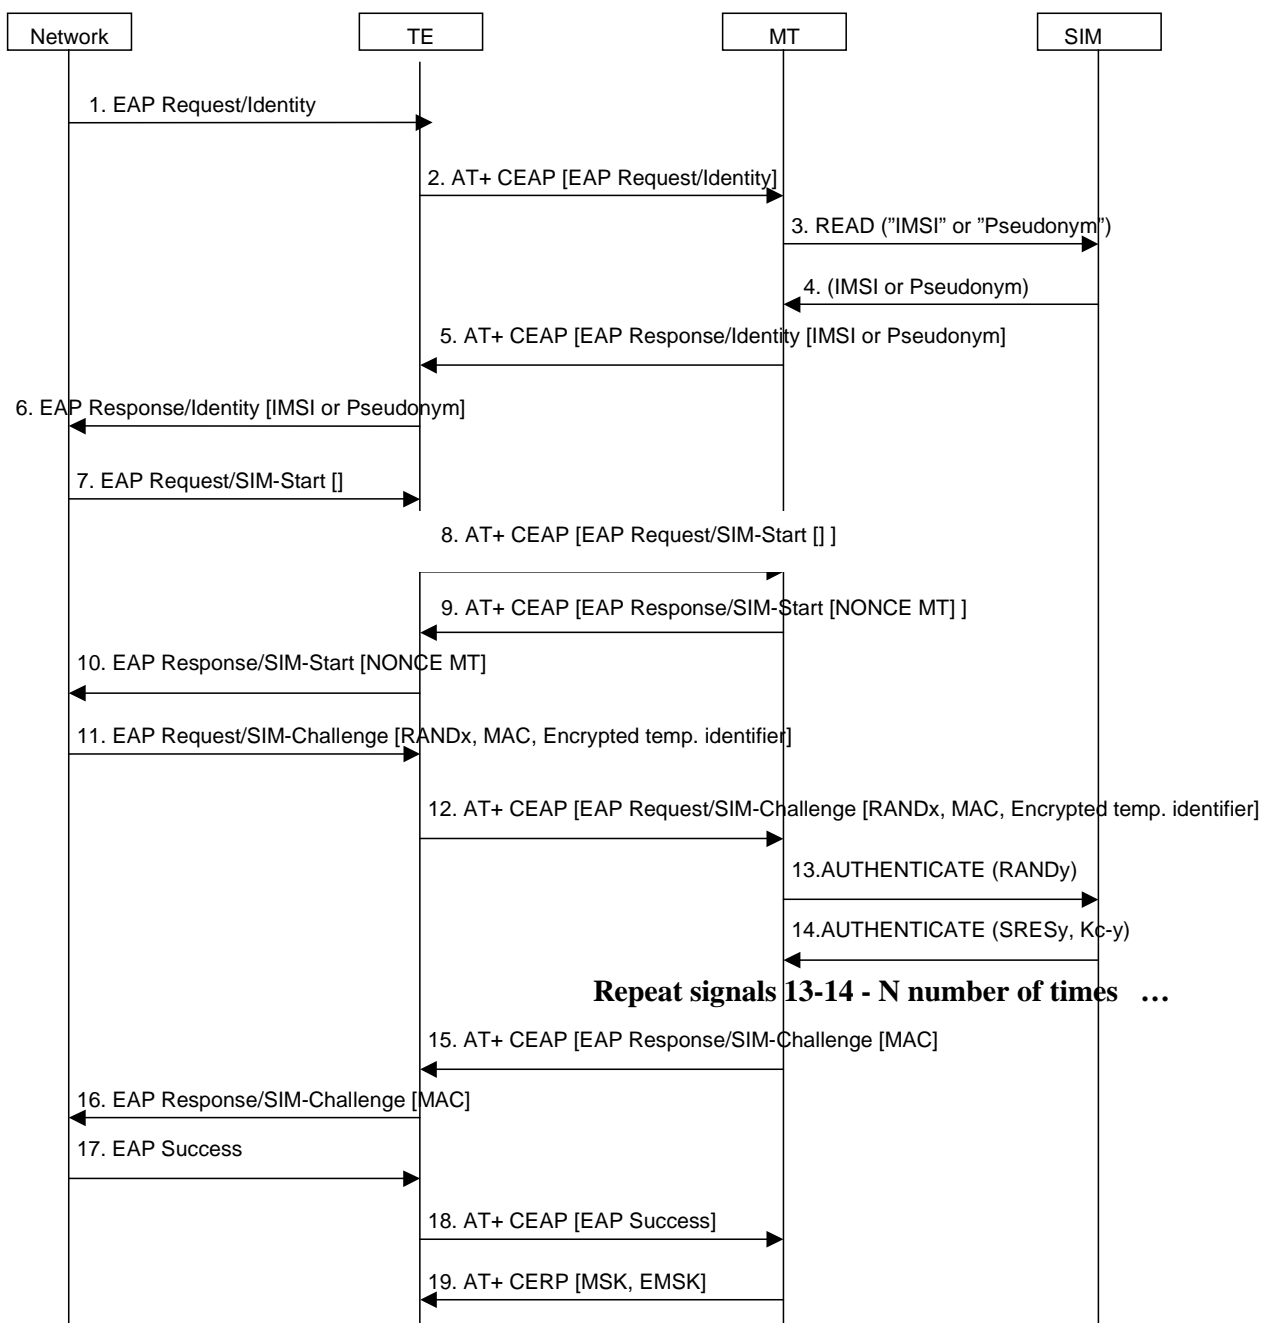 Network TE MT SIM
1. EAP Request/Identity
2. AT+ CEAP [EAP Request/Identity]
3. READ (”IMSI” or ”Pseudonym”)
4. (IMSI or Pseudonym)
5. AT+ CEAP [EAP Response/Identity [IMSI or Pseudonym]
6. EAP Response/Identity [IMSI or Pseudonym]
7. EAP Request/SIM-Start []
8. AT+ CEAP [EAP Request/SIM-Start [] ]
9. AT+ CEAP [EAP Response/SIM-Start [NONCE MT] ]
10. EAP Response/SIM-Start [NONCE MT]
11. EAP Request/SIM-Challenge [RANDx, MAC, Encrypted temp. identifier]
12. AT+ CEAP [EAP Request/SIM-Challenge [RANDx, MAC, Encrypted temp. identifier]
13.AUTHENTICATE (RANDy)
14.AUTHENTICATE (SRESy, Kc-y)
Repeat signals 13-14 - N number of times …
15. AT+ CEAP [EAP Response/SIM-Challenge [MAC]
16. EAP Response/SIM-Challenge [MAC]
17. EAP Success
18. AT+ CEAP [EAP Success]
19. AT+ CERP [MSK, EMSK]